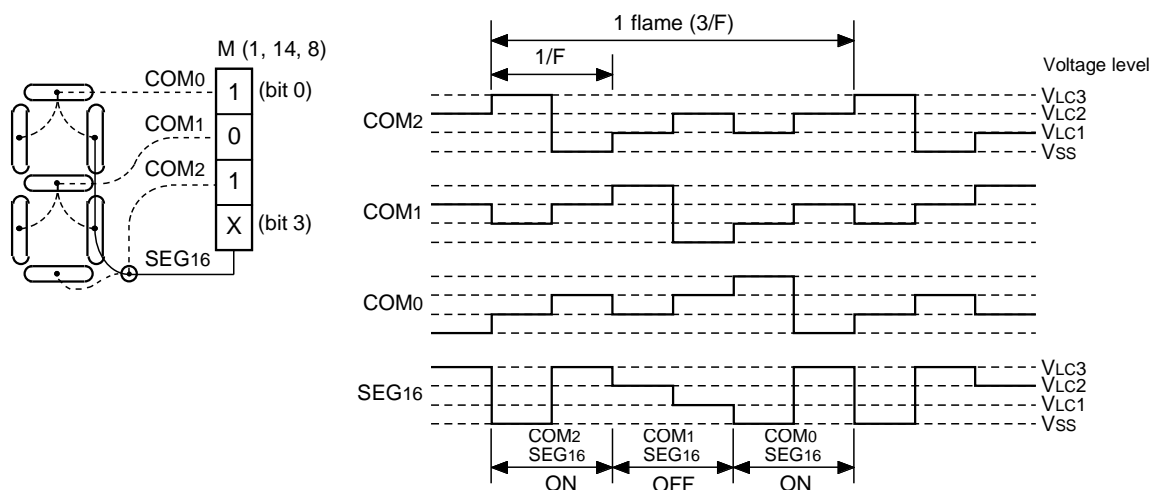 1 flame (3/F)
1/F
Voltage level
M (1, 14, 8)
COM0
1
(bit 0)
COM1
0
COM2
1
X
(bit 3)
SEG16
COM2
VLC3
VLC2
VLC1
VSS
COM1
COM0
SEG16
VLC3
VLC2
VLC1
VSS
COM2
SEG16
ON
COM1
SEG16
OFF
COM0
SEG16
ON